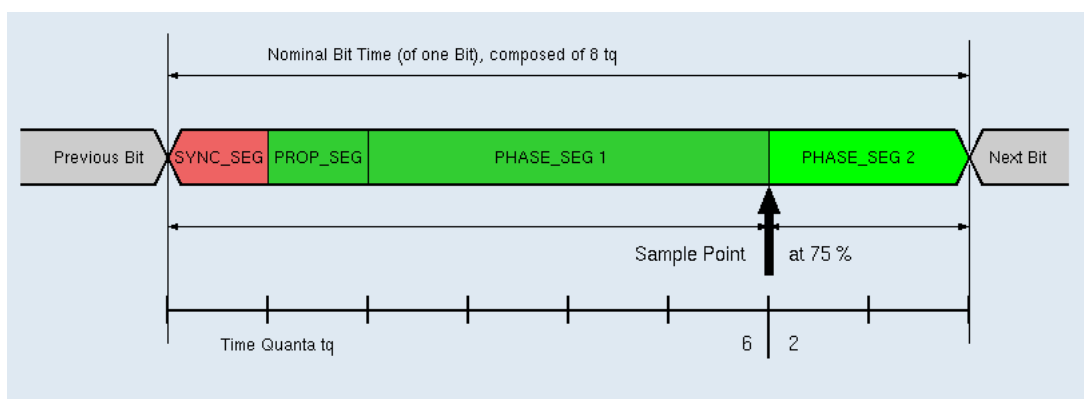 Nominal Bit Time (of one Bit), composed of 8 tq
Previous Bit
SYNC_SEG
PROP_SEG
PHASE_SEG 1
PHASE_SEG 2
Next Bit
Sample Point
at 75 %
Time Quanta tq
6
2